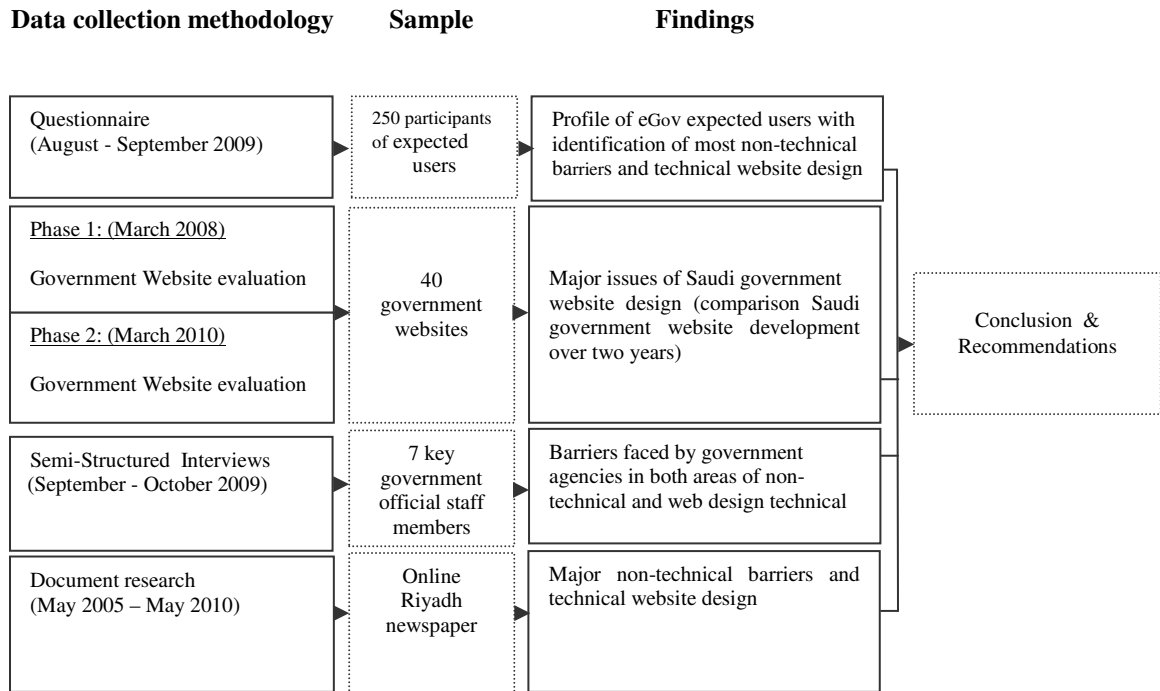 Data collection methodology
Sample
Findings
Questionnaire
(August - September 2009)
250 participants
of expected
users
Profile of eGov expected users with
identification of most non-technical
barriers and technical website design
Phase 1: (March 2008)
Government Website evaluation
Phase 2: (March 2010)
Government Website evaluation
40
government
websites
Major issues of Saudi government
website design (comparison Saudi
government website development
over two years)
Semi-Structured Interviews
(September - October 2009)
7 key
government
official staff
members
Barriers faced by government
agencies in both areas of non-
technical and web design technical
Document research
(May 2005 – May 2010)
Online
Riyadh
newspaper
Major non-technical barriers and
technical website design
Conclusion &
Recommendations